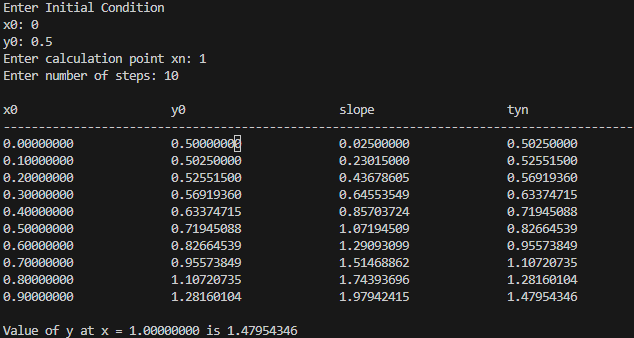 Enter Initial Condition
x0: 0
y0: 0.5
Enter calculation point xn: 1
Enter number of steps: 10
x0 y0 slope tyn
------------------------------------------------------------------------------------------
0.00000000 0.50000000 0.02500000 0.50250000
0.10000000 0.50250000 0.23015000 0.52551500
0.20000000 0.52551500 0.43678605 0.56919360
0.30000000 0.56919360 0.64553549 0.63374715
0.40000000 0.63374715 0.85703724 0.71945088
0.50000000 0.71945088 1.07194509 0.82664539
0.60000000 0.82664539 1.29093099 0.95573849
0.70000000 0.95573849 1.51468862 1.10720735
0.80000000 1.10720735 1.74393696 1.28160104
0.90000000 1.28160104 1.97942415 1.47954346
Value of y at x = 1.00000000 is 1.47954346